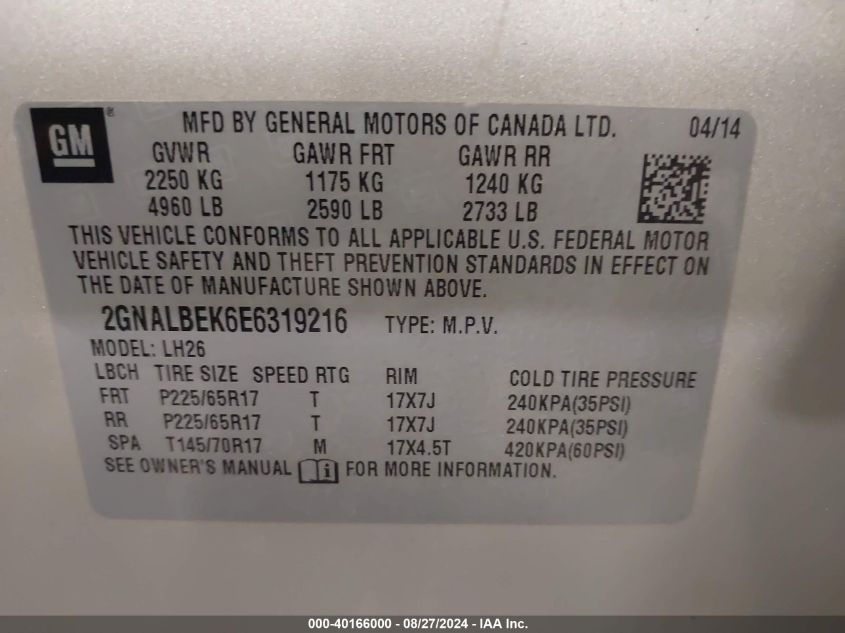 GM ®
MFD BY GENERAL MOTORS OF CANADA LTD. 04/14
GVWR GAWR FRT GAWR RR
2250 KG 1175 KG 1240 KG
4960 LB 2590 LB 2733 LB
THIS VEHICLE CONFORMS TO ALL APPLICABLE U.S. FEDERAL MOTOR
VEHICLE SAFETY AND THEFT PREVENTION STANDARDS IN EFFECT ON
THE DATE OF MANUFACTURE SHOWN ABOVE.
2GNALBEK6E6319216 TYPE: M.P.V.
MODEL: LH26
LBCH TIRE SIZE SPEED RTG RIM COLD TIRE PRESSURE
FRT P225/65R17 T 17X7J 240KPA(35PSI)
RR P225/65R17 T 17X7J 240KPA(35PSI)
SPA T145/70R17 M 17X4.5T 420KPA(60PSI)
SEE OWNER'S MANUAL i FOR MORE INFORMATION.
000-40166000 - 08/27/2024 - IAA Inc.